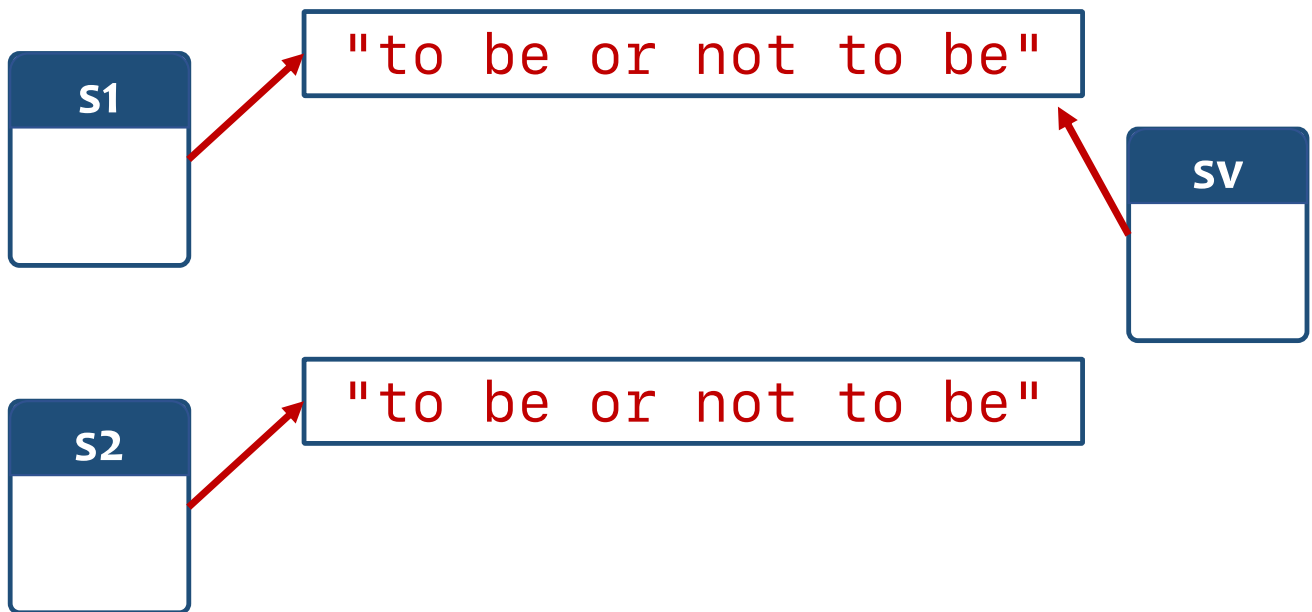 "to be or not to be"
s1
sv
"to be or not to be"
s2